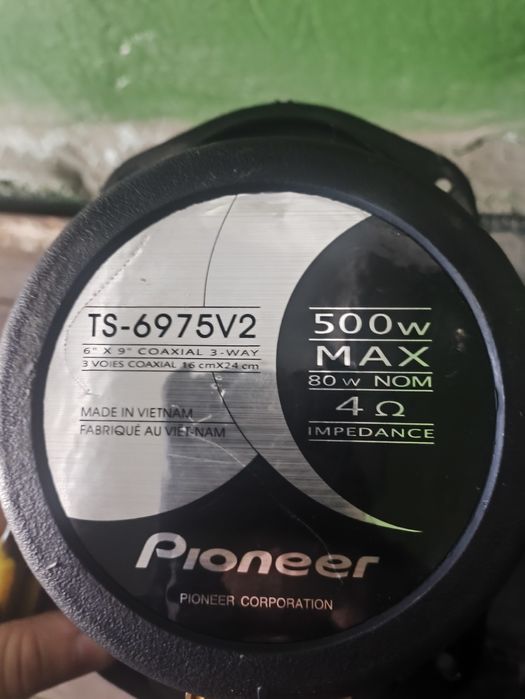 TS-6975V2
6" X 9" COAXIAL 3-WAY
3 VOIES COAXIAL 16 cmX24 cm
MADE IN VIETNAM
FABRIQUÉ AU VIET-NAM
500w
MAX
80 w NOM
4 Ω
IMPEDANCE
Pioneer
PIONEER CORPORATION